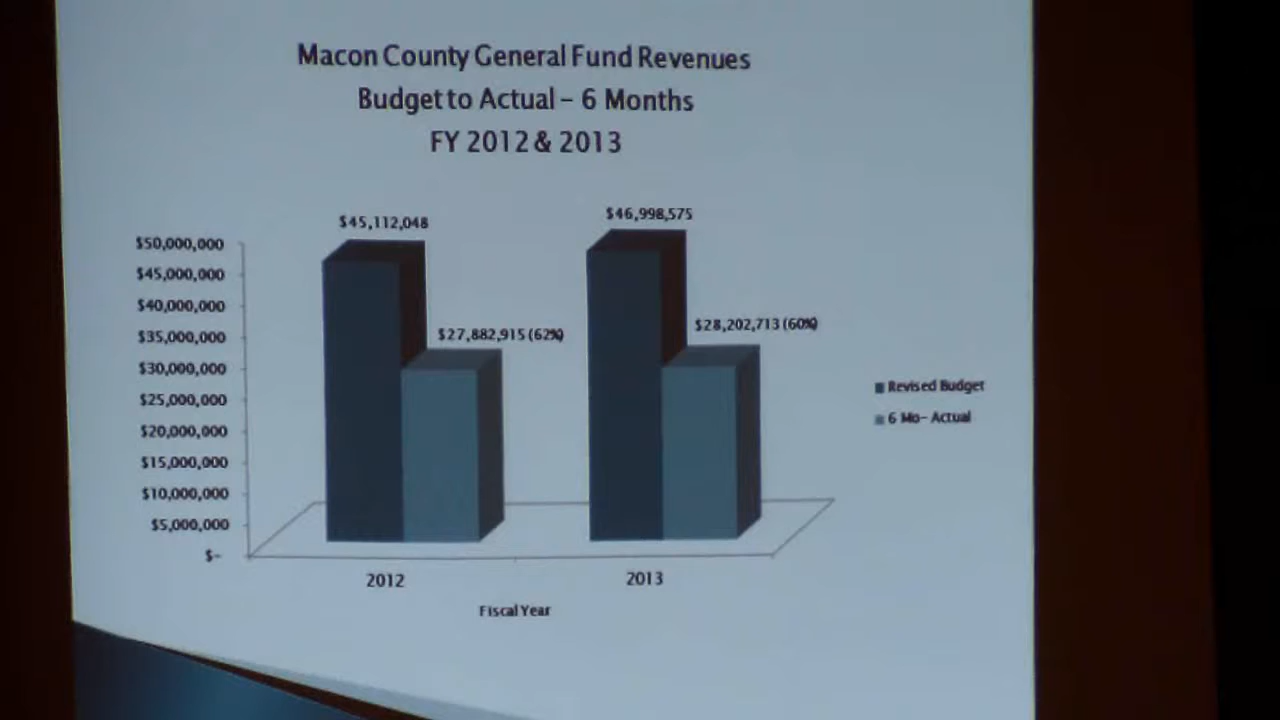 Macon County General Fund Revenues
Budget to Actual – 6 Months
FY 2012 & 2013
$45,112,048
$46,998,575
$27,882,915 (62%)
$28,202,713 (60%)
$50,000,000
$45,000,000
$40,000,000
$35,000,000
$30,000,000
$25,000,000
$20,000,000
$15,000,000
$10,000,000
$5,000,000
$-
Revised Budget
6 Mo- Actual
2012
2013
Fiscal Year